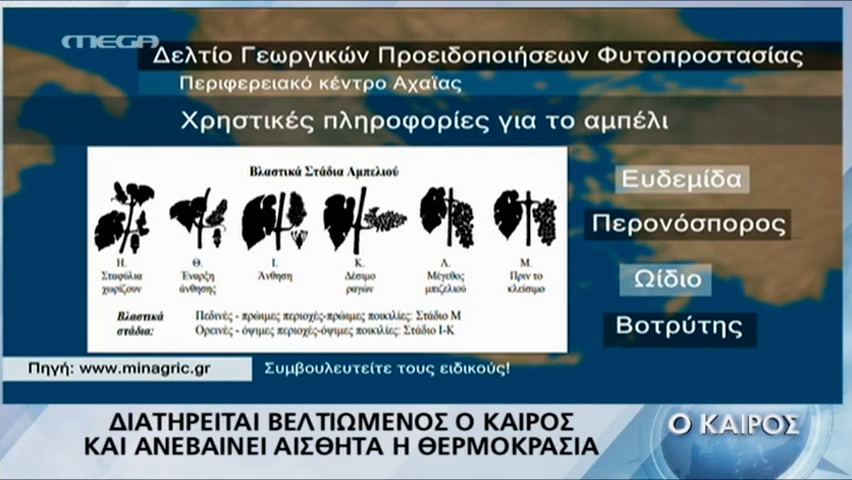 MEGA
Δελτίο Γεωργικών Προειδοποιήσεων Φυτοπροστασίας
Περιφερειακό κέντρο Αχαΐας
Χρηστικές πληροφορίες για το αμπέλι
Βλαστικά Στάδια Αμπελιού
Η. Θ. Ι. Κ. Λ. Μ.
Σταφύλια Έναρξη Άνθηση Δέσιμο Μέγεθος Πριν το
χωρίζουν άνθησης ραγών μπιζελιού κλείσιμο
Βλαστικά Πεδινές - πρώιμες περιοχές-πρώιμες ποικιλίες: Στάδιο Μ
στάδια: Ορεινές - όψιμες περιοχές-όψιμες ποικιλίες: Στάδιο Ι-Κ
Ευδεμίδα
Περονόσπορος
Ωίδιο
Βοτρύτης
Πηγή: www.minagric.gr
Συμβουλευτείτε τους ειδικούς!
ΔΙΑΤΗΡΕΙΤΑΙ ΒΕΛΤΙΩΜΕΝΟΣ Ο ΚΑΙΡΟΣ
ΚΑΙ ΑΝΕΒΑΙΝΕΙ ΑΙΣΘΗΤΑ Η ΘΕΡΜΟΚΡΑΣΙΑ
Ο ΚΑΙΡΟΣ